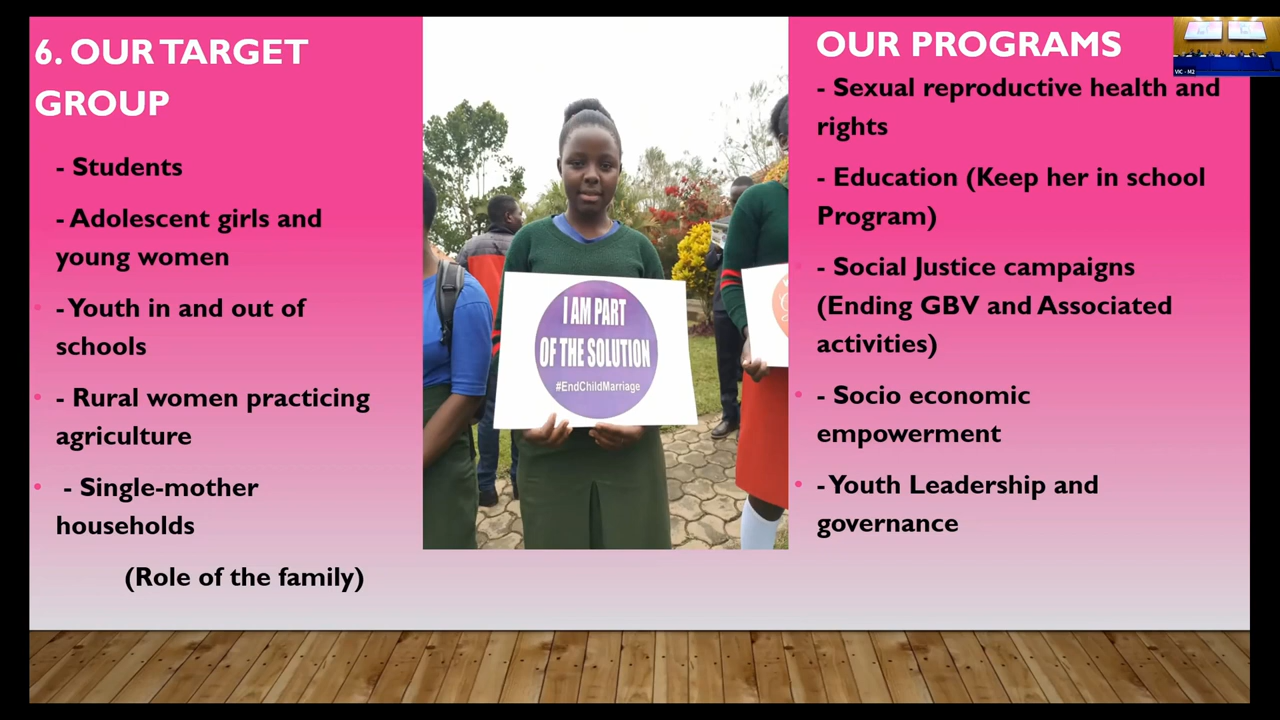 6. OUR TARGET
GROUP
- Students
- Adolescent girls and
young women
- Youth in and out of
schools
- Rural women practicing
agriculture
- Single-mother
households
(Role of the family)
I AM PART
OF THE SOLUTION
#EndChildMarriage
OUR PROGRAMS
- Sexual reproductive health and
rights
- Education (Keep her in school
Program)
- Social Justice campaigns
(Ending GBV and Associated
activities)
- Socio economic
empowerment
- Youth Leadership and
governance
VIC - M2